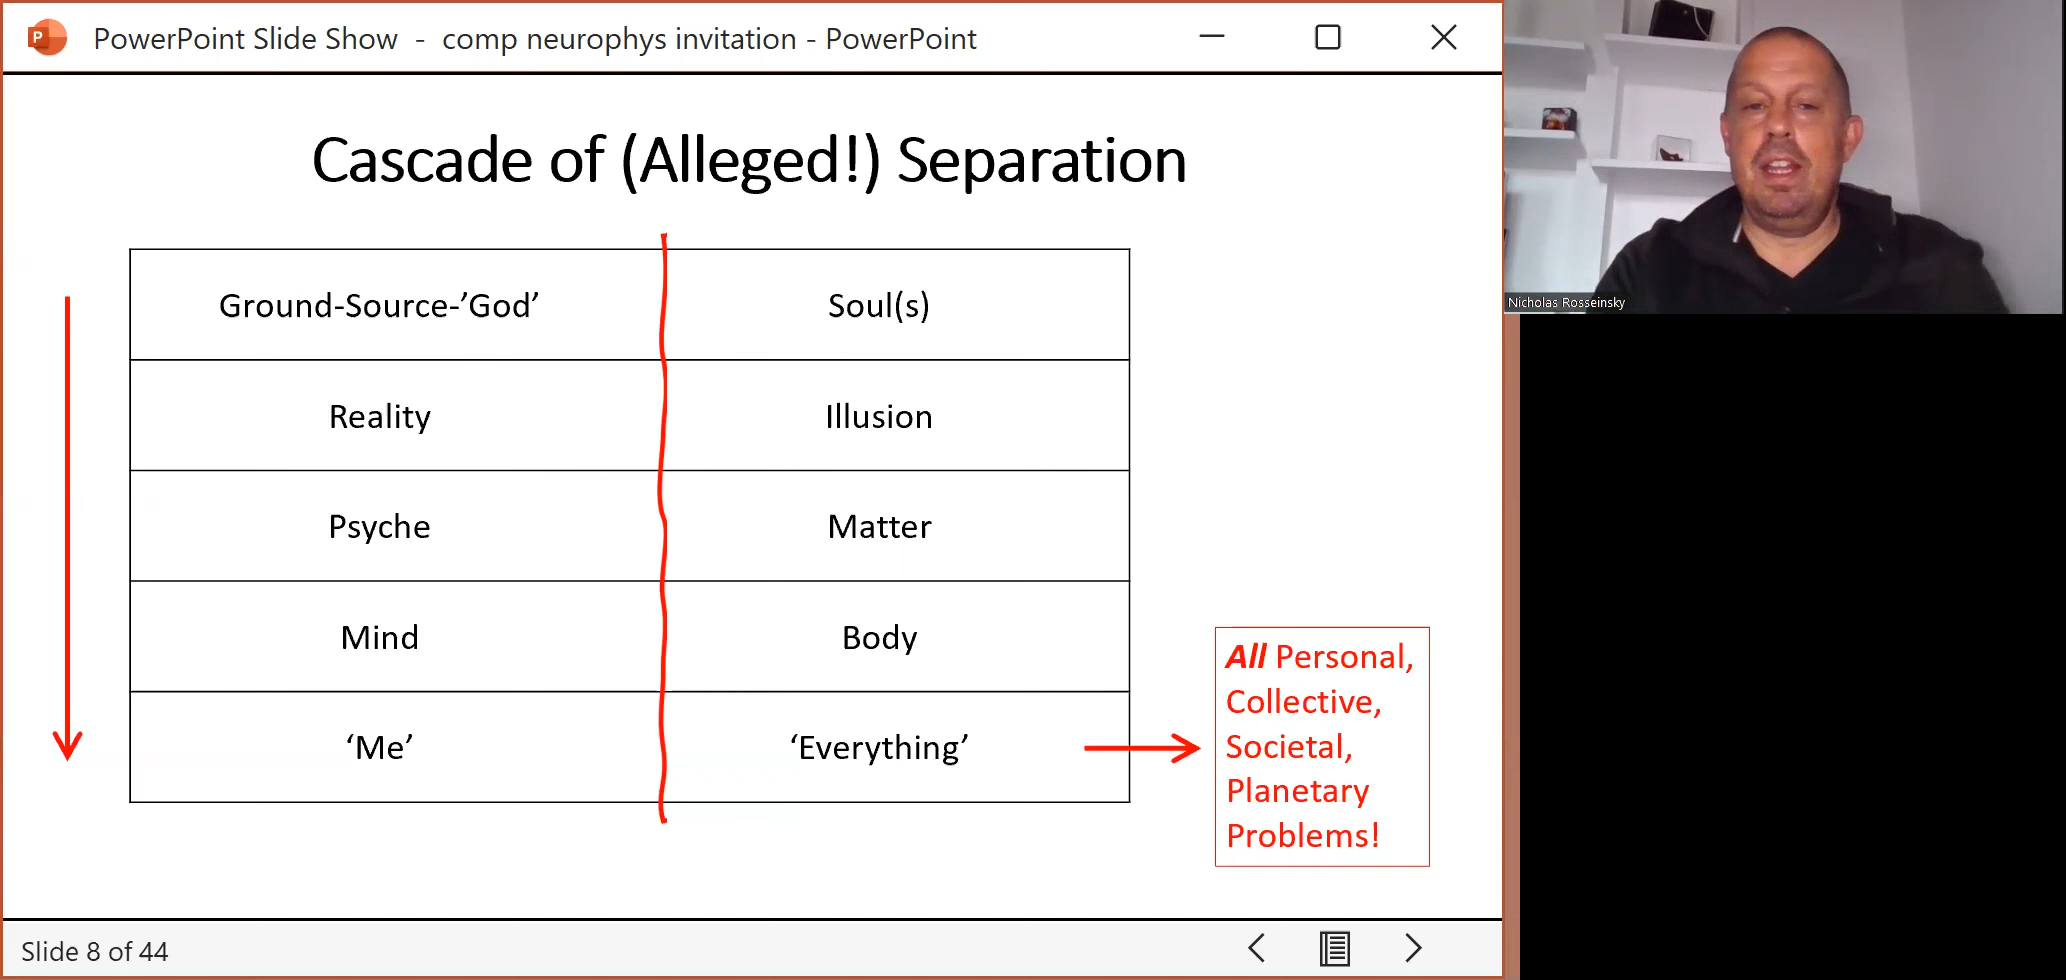 P PowerPoint Slide Show - comp neurophys invitation - PowerPoint
Cascade of (Alleged!) Separation
Ground-Source-’God’ Soul(s)
Reality Illusion
Psyche Matter
Mind Body
‘Me’ ‘Everything’
All Personal,
Collective,
Societal,
Planetary
Problems!
Slide 8 of 44
Nicholas Rosseinsky